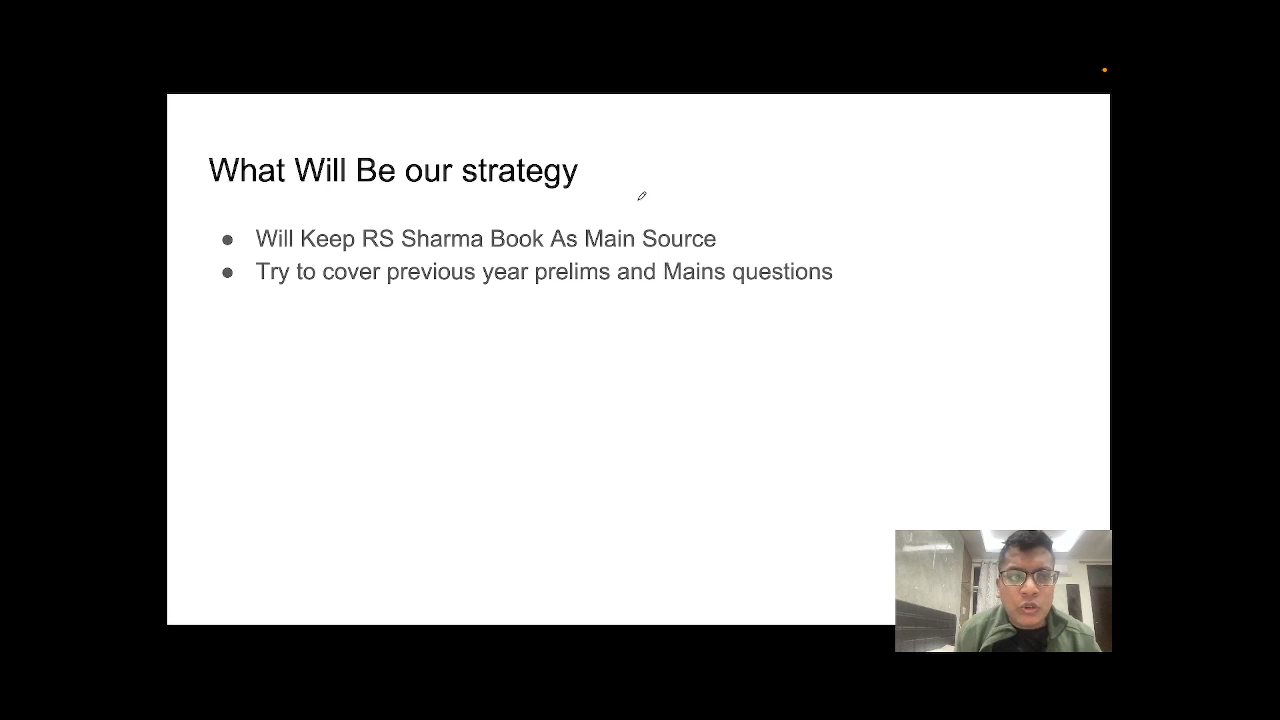 What Will Be our strategy
● Will Keep RS Sharma Book As Main Source
● Try to cover previous year prelims and Mains questions